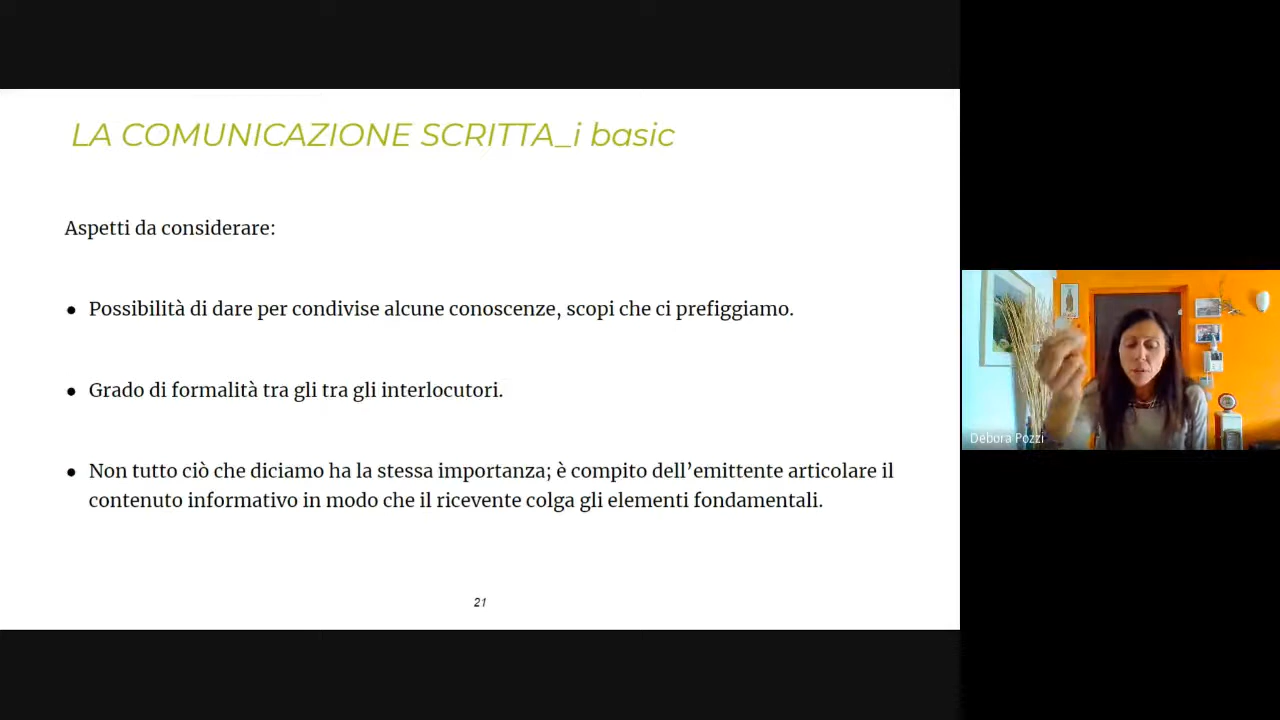 LA COMUNICAZIONE SCRITTA_i basic
Aspetti da considerare:
● Possibilità di dare per condivise alcune conoscenze, scopi che ci prefiggiamo.
● Grado di formalità tra gli tra gli interlocutori.
● Non tutto ciò che diciamo ha la stessa importanza; è compito dell’emittente articolare il
contenuto informativo in modo che il ricevente colga gli elementi fondamentali.
Debora Pozzi
21